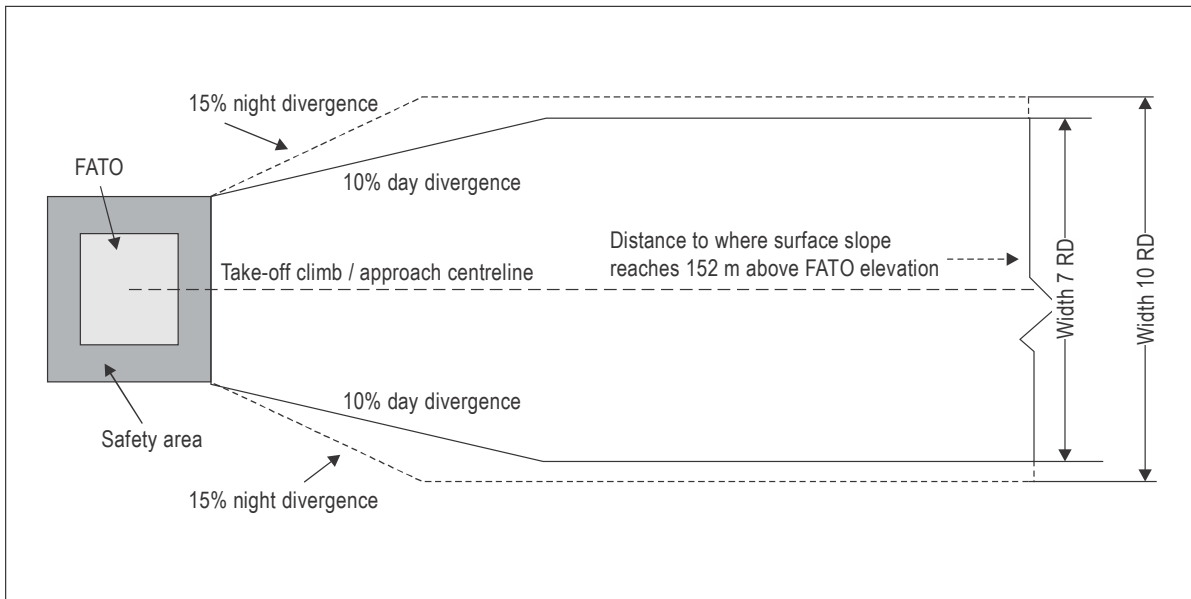 15% night divergence
FATO
10% day divergence
Distance to where surface slope
reaches 152 m above FATO elevation
Take-off climb / approach centreline
Width 7 RD
Width 10 RD
10% day divergence
Safety area
15% night divergence